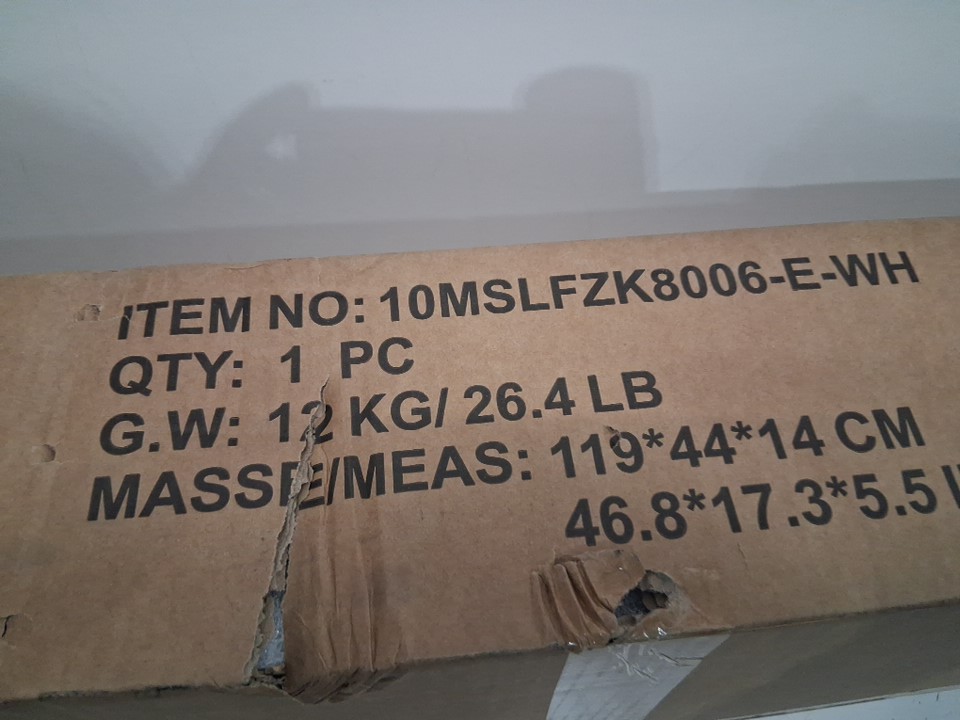 ITEM NO: 10MSLFZK8006-E-WH
QTY: 1 PC
G.W: 12 KG/ 26.4 LB
MASSE/MEAS: 119*44*14 CM
46.8*17.3*5.5